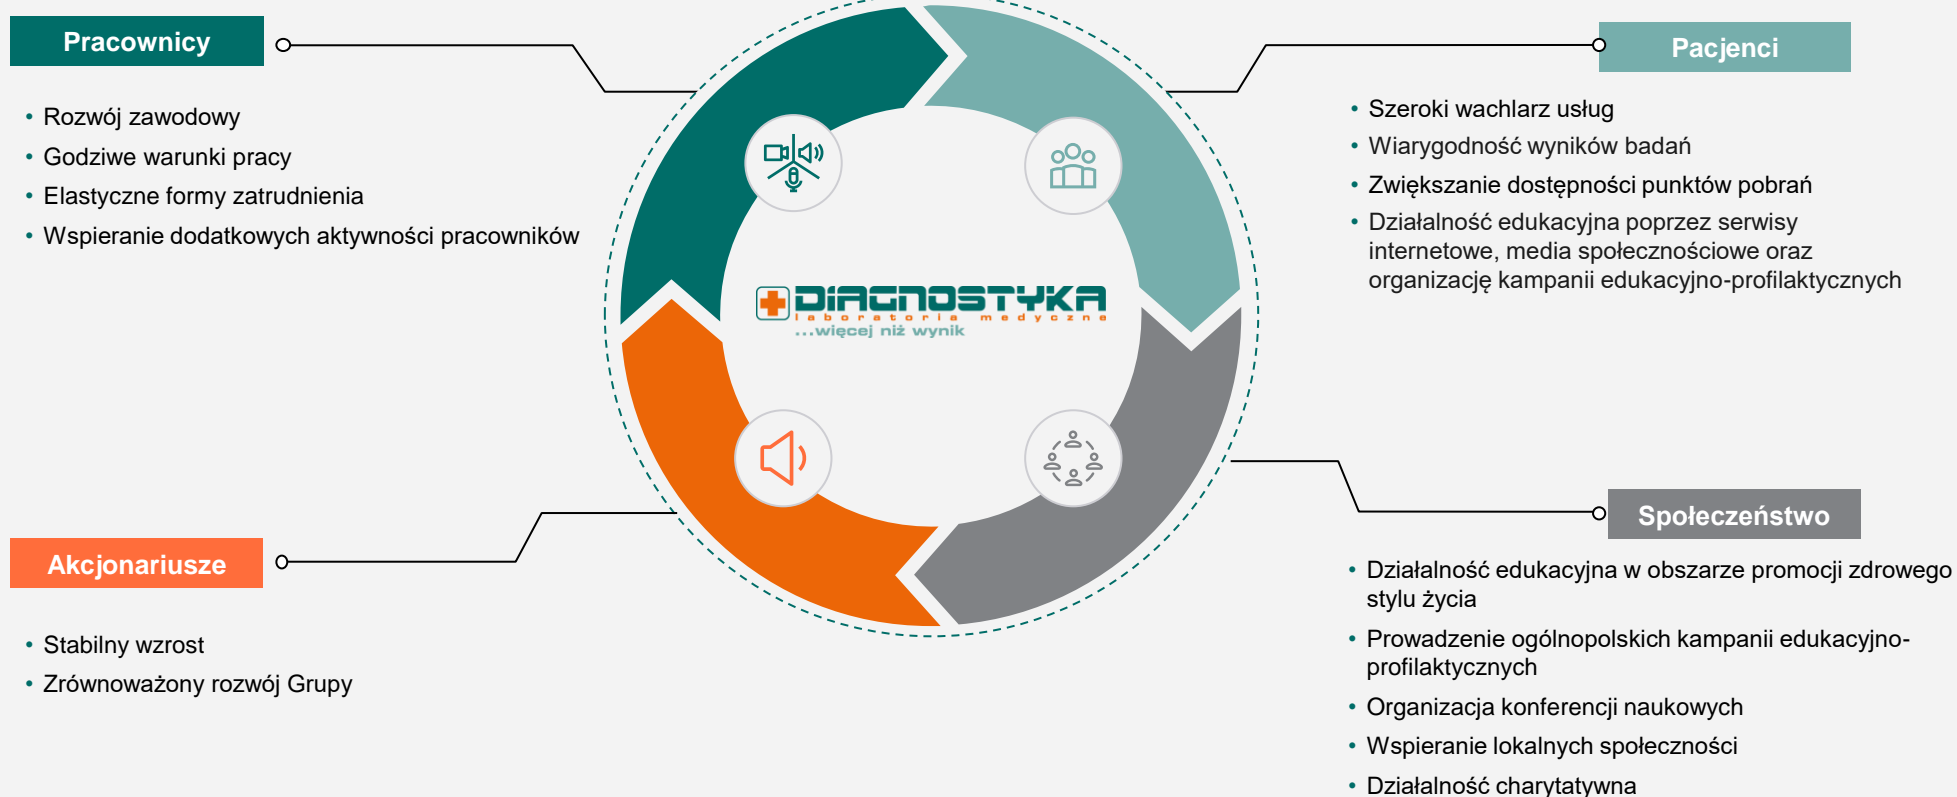 Pracownicy
• Rozwój zawodowy
• Godziwe warunki pracy
• Elastyczne formy zatrudnienia
• Wspieranie dodatkowych aktywności pracowników
Pacjenci
• Szeroki wachlarz usług
• Wiarygodność wyników badań
• Zwiększanie dostępności punktów pobrań
• Działalność edukacyjna poprzez serwisy
internetowe, media społecznościowe oraz
organizację kampanii edukacyjno-profilaktycznych
DIAGNOSTYKA
laboratoria medyczne
...więcej niż wynik
Akcjonariusze
• Stabilny wzrost
• Zrównoważony rozwój Grupy
Społeczeństwo
• Działalność edukacyjna w obszarze promocji zdrowego
stylu życia
• Prowadzenie ogólnopolskich kampanii edukacyjno-
profilaktycznych
• Organizacja konferencji naukowych
• Wspieranie lokalnych społeczności
• Działalność charytatywna